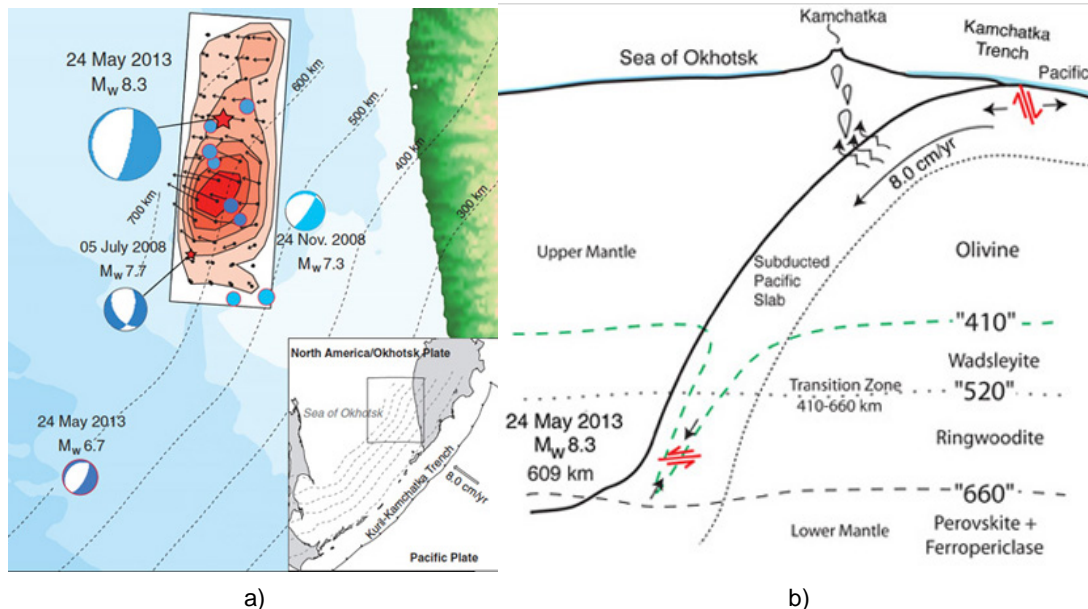 24 May 2013
Mw 8.3
600 km
500 km
400 km
300 km
700 km
05 July 2008
Mw 7.7
24 Nov. 2008
Mw 7.3
24 May 2013
Mw 6.7
North America/Okhotsk Plate
Sea of Okhotsk
Kuril-Kamchatka Trench
8.0 cm/yr
Pacific Plate
a)
Kamchatka
Sea of Okhotsk
Kamchatka
Trench
Pacific
8.0 cm/yr
Upper Mantle
Subducted
Pacific
Slab
Olivine
"410"
Wadsleyite
Transition Zone
410-660 km
"520"
24 May 2013
Mw 8.3
609 km
Ringwoodite
"660"
Lower Mantle
Perovskite +
Ferropericlase
b)